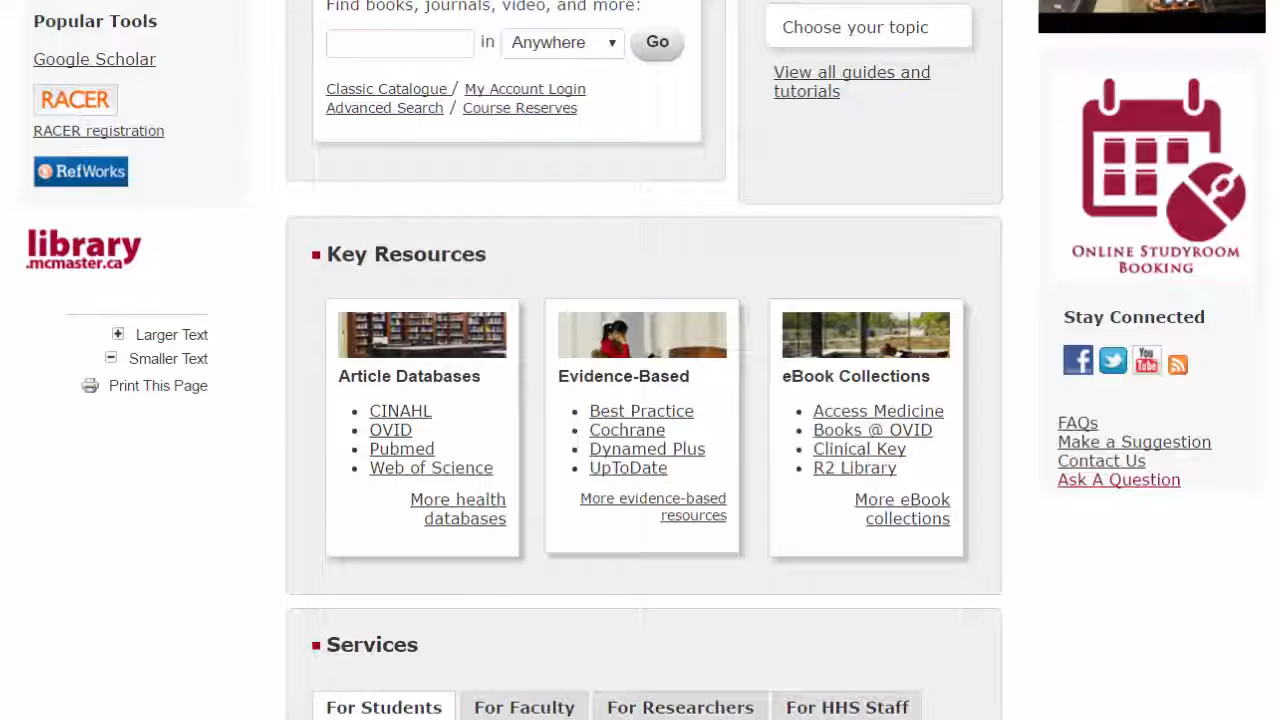 Popular Tools
Google Scholar
RACER
RACER registration
RefWorks
library
.mcmaster.ca
Larger Text
Smaller Text
Print This Page
Find books, journals, video, and more:
in Anywhere Go
Classic Catalogue / My Account Login
Advanced Search / Course Reserves
Choose your topic
View all guides and
tutorials
Key Resources
Article Databases
CINAHL
OVID
Pubmed
Web of Science
More health
databases
Evidence-Based
Best Practice
Cochrane
Dynamed Plus
UpToDate
More evidence-based
resources
eBook Collections
Access Medicine
Books @ OVID
Clinical Key
R2 Library
More eBook
collections
Services
For Students
For Faculty
For Researchers
For HHS Staff
Online Studyroom
Booking
Stay Connected
You
Tube
FAQs
Make a Suggestion
Contact Us
Ask A Question